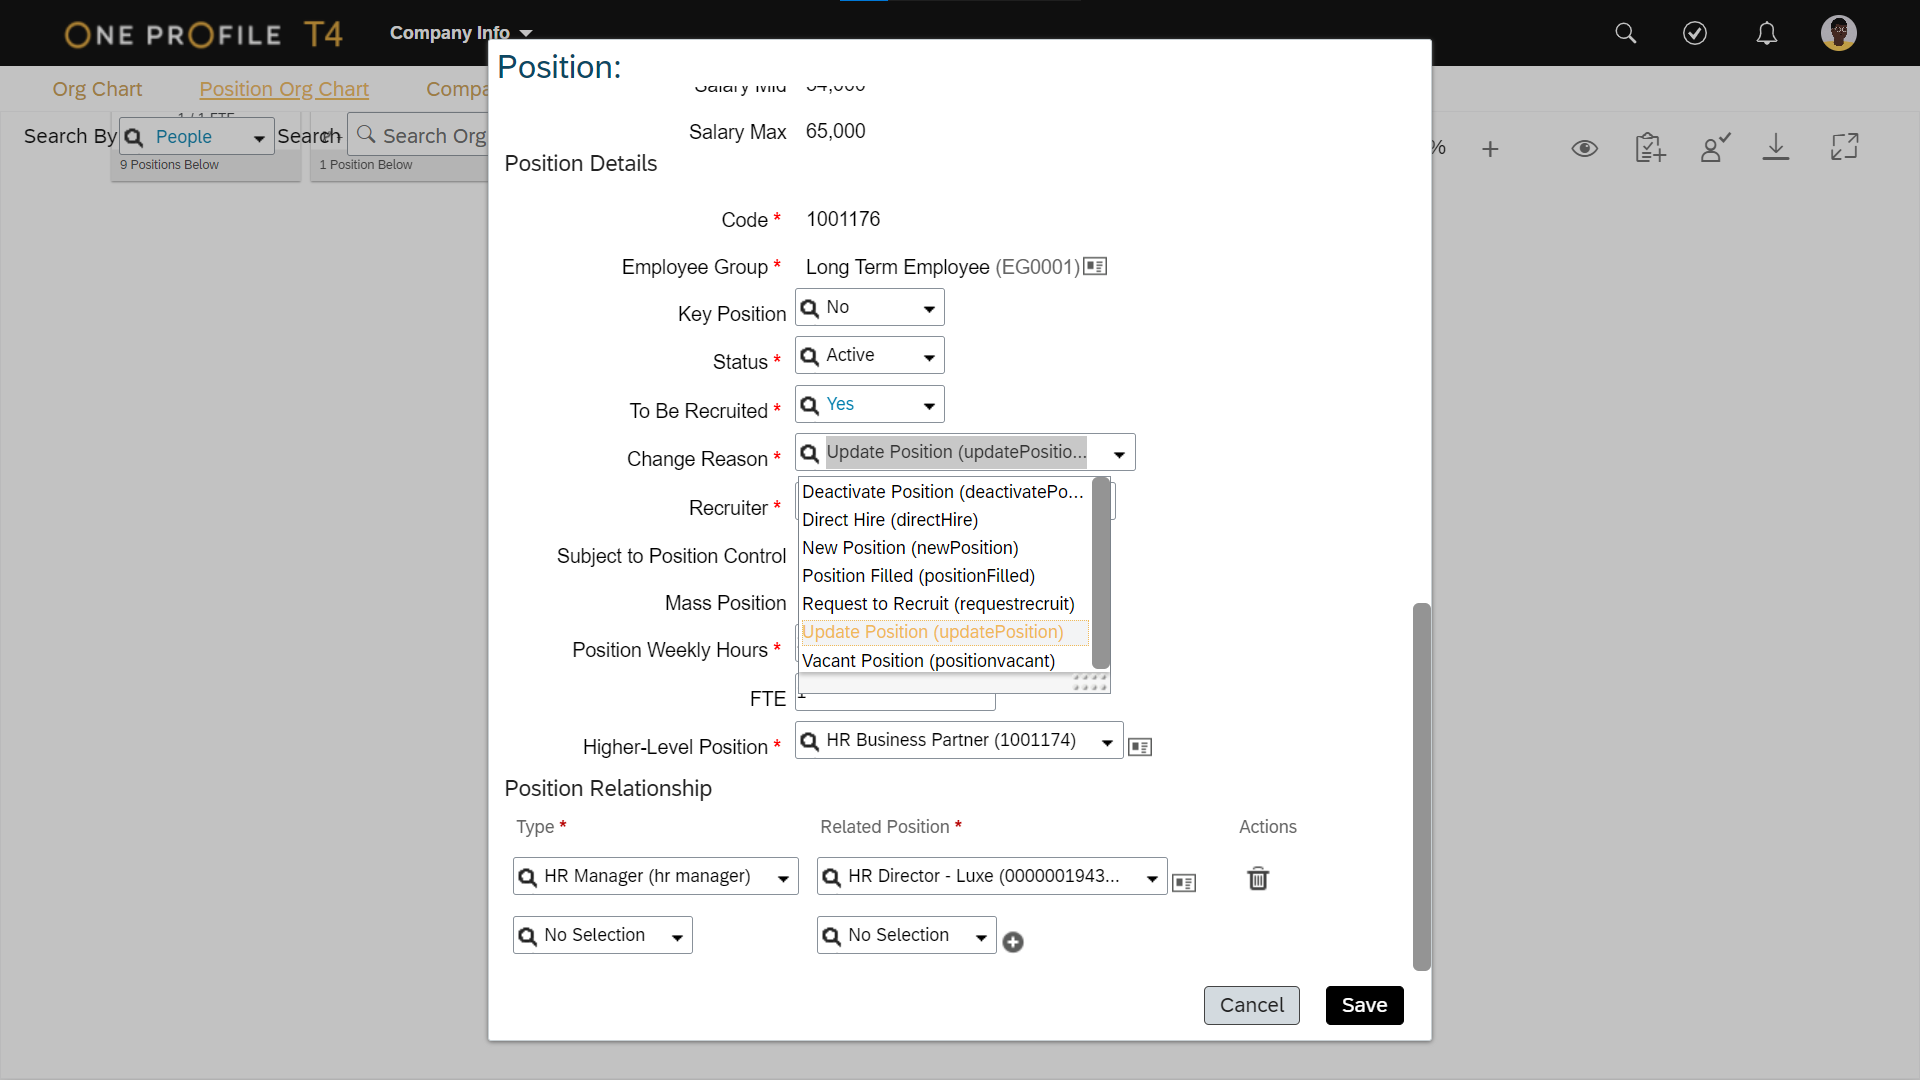 ONE PROFILE T4
Company Info
Org Chart
Position Org Chart
Compa
Search By
People
Search
Search Org
9 Positions Below
1 Position Below
%
Position:
Salary Mid 54,000
Salary Max 65,000
Position Details
Code * 1001176
Employee Group * Long Term Employee (EG0001)
Key Position No
Status * Active
To Be Recruited * Yes
Change Reason * Update Position (updatePositio...
Deactivate Position (deactivatePo...
Recruiter *
Direct Hire (directHire)
New Position (newPosition)
Subject to Position Control
Position Filled (positionFilled)
Mass Position
Request to Recruit (requestrecruit)
Update Position (updatePosition)
Position Weekly Hours *
Vacant Position (positionvacant)
FTE 1
Higher-Level Position * HR Business Partner (1001174)
Position Relationship
Type * Related Position * Actions
HR Manager (hr manager) HR Director - Luxe (0000001943...
No Selection No Selection
Cancel Save